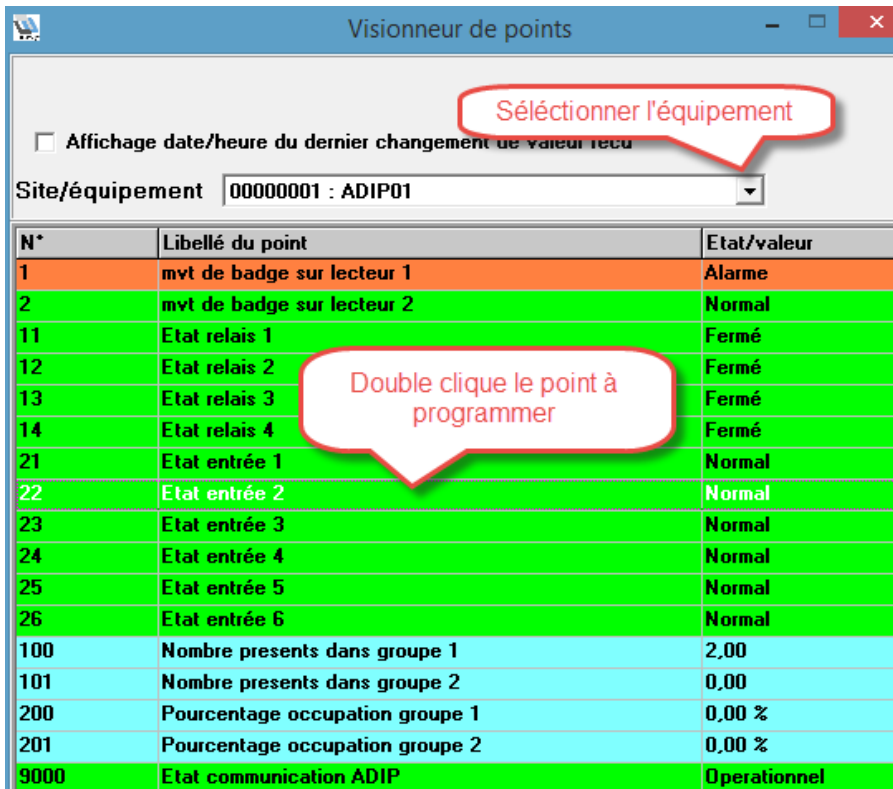 Visionneur de points
Séléctionner l'équipement
Affichage date/heure du dernier changement de valeur recu
Site/équipement 00000001 : ADIP01
N° Libellé du point Etat/valeur
1 mvt de badge sur lecteur 1 Alarme
2 mvt de badge sur lecteur 2 Normal
11 Etat relais 1 Fermé
12 Etat relais 2 Fermé
13 Etat relais 3 Fermé
14 Etat relais 4 Fermé
Double clique le point à
programmer
21 Etat entrée 1 Normal
22 Etat entrée 2 Normal
23 Etat entrée 3 Normal
24 Etat entrée 4 Normal
25 Etat entrée 5 Normal
26 Etat entrée 6 Normal
100 Nombre presents dans groupe 1 2,00
101 Nombre presents dans groupe 2 0,00
200 Pourcentage occupation groupe 1 0,00 %
201 Pourcentage occupation groupe 2 0,00 %
9000 Etat communication ADIP Operationnel